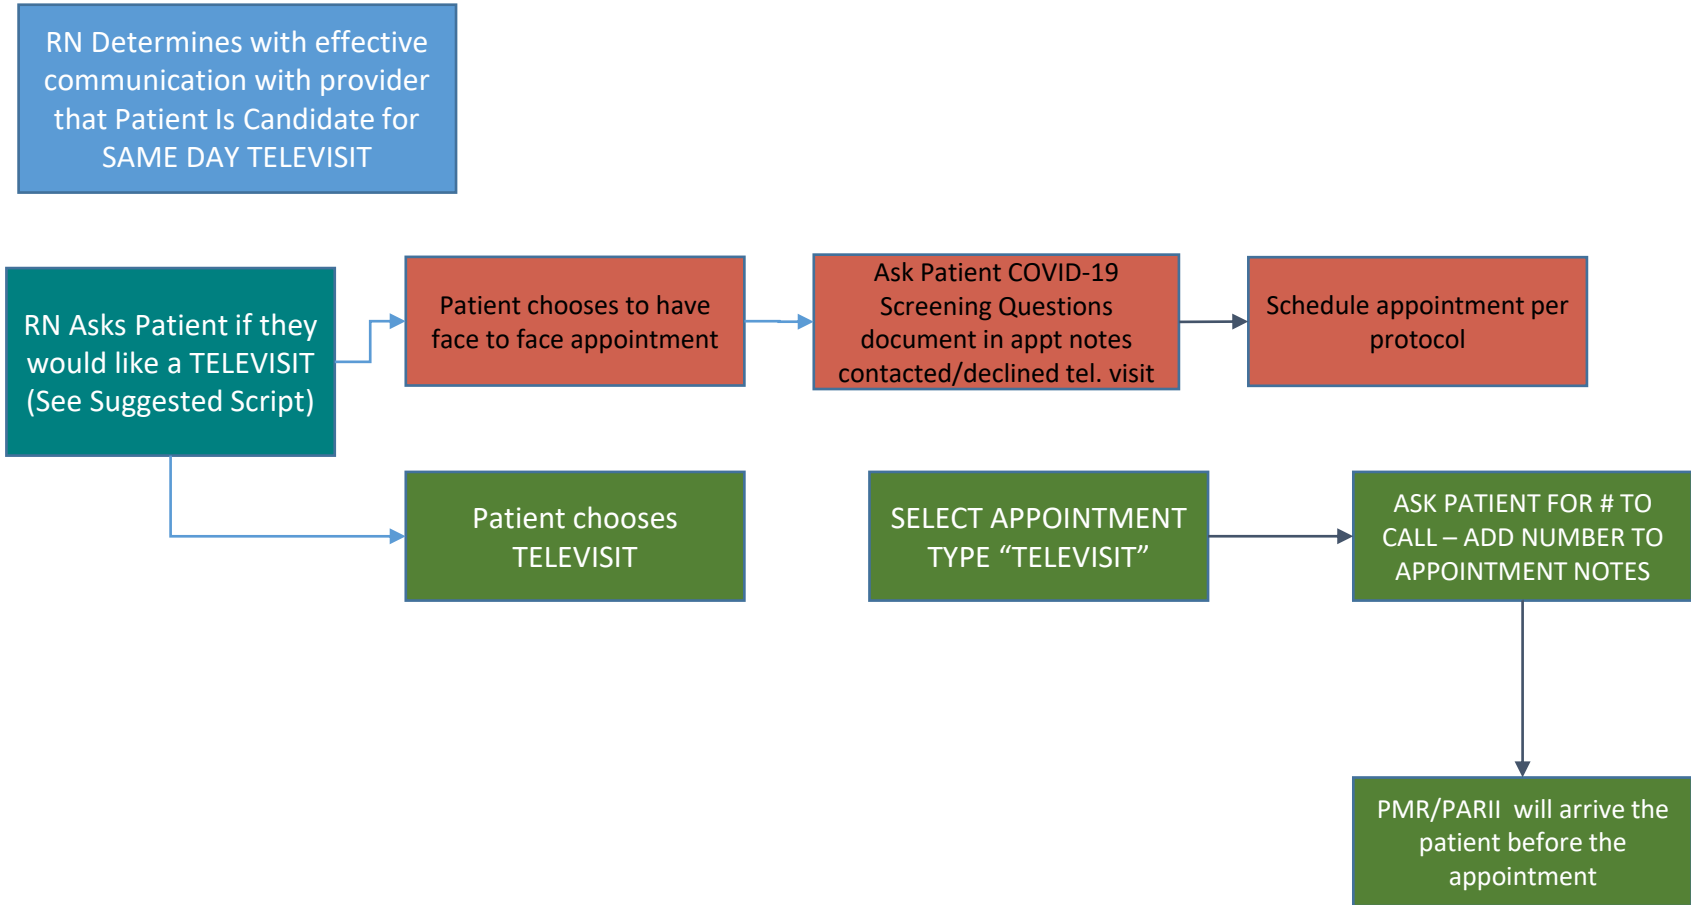 RN Determines with effective
communication with provider
that Patient Is Candidate for
SAME DAY TELEVISIT
RN Asks Patient if they
would like a TELEVISIT
(See Suggested Script)
Patient chooses to have
face to face appointment
Ask Patient COVID-19
Screening Questions
document in appt notes
contacted/declined tel. visit
Schedule appointment per
protocol
Patient chooses
TELEVISIT
SELECT APPOINTMENT
TYPE “TELEVISIT”
ASK PATIENT FOR # TO
CALL – ADD NUMBER TO
APPOINTMENT NOTES
PMR/PARII will arrive the
patient before the
appointment